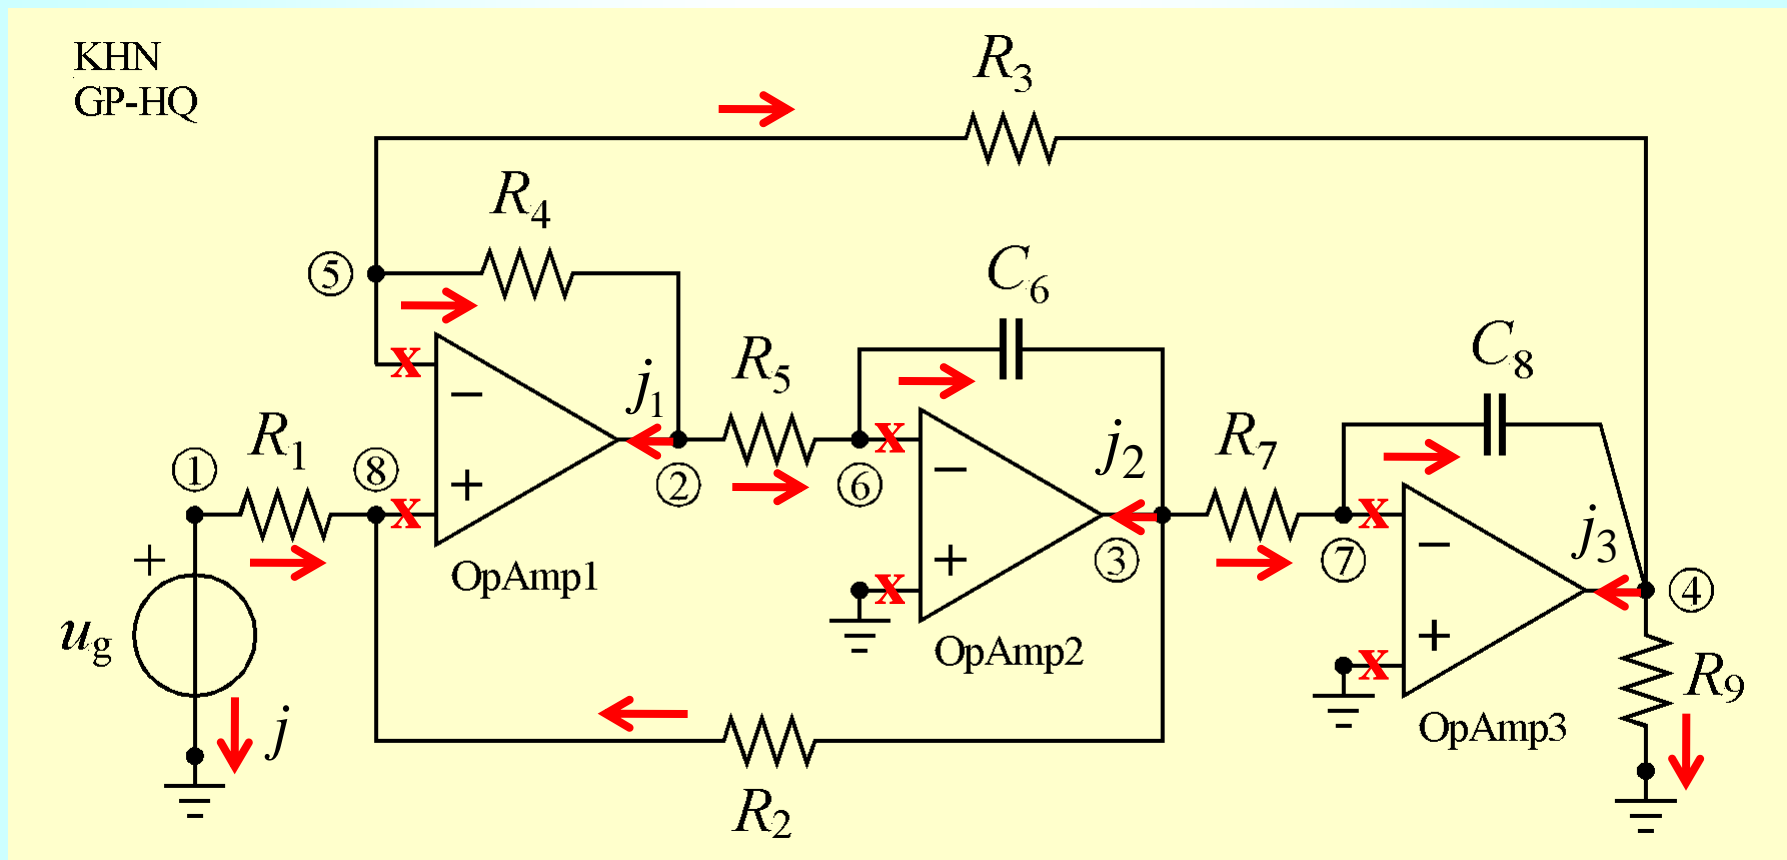 KHN
GP-HQ
R3
R4
⑤
C6
C8
j1
R5
−
R1
j2
R7
①
⑧
+
②
⑥
−
③
⑦
−
j3
+
OpAmp1
+
④
ug
OpAmp2
+
R9
j
OpAmp3
R2
x
x
x
x
x
x